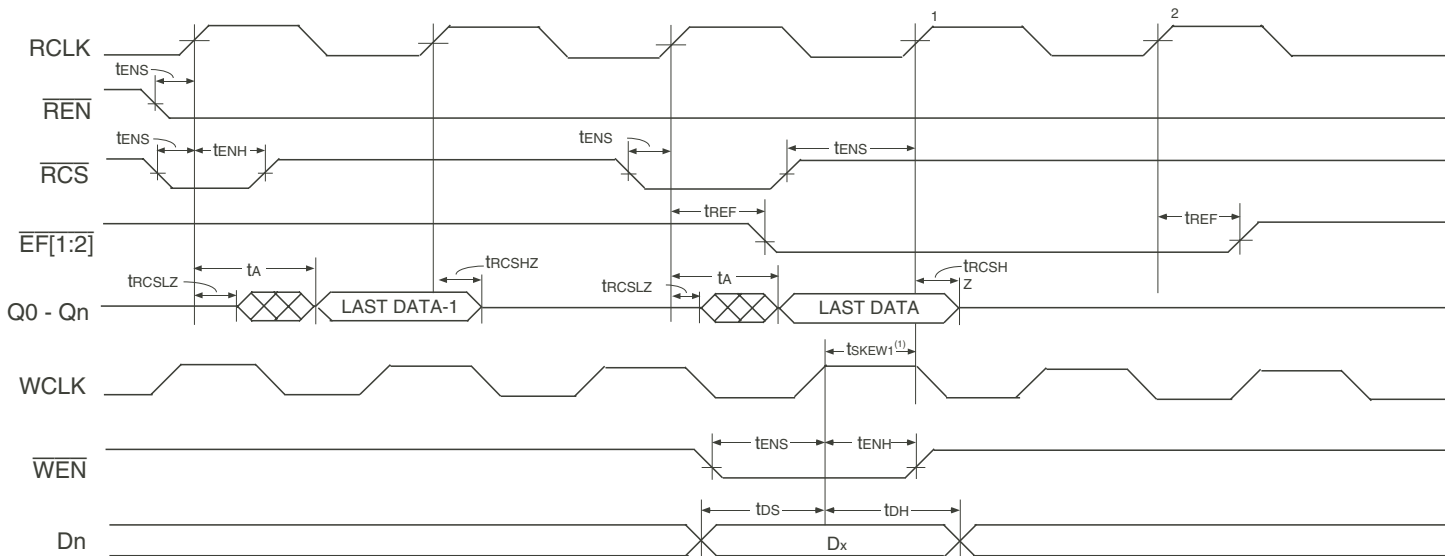 1 2
RCLK
tENS
REN
tENS tENH tENS tENS
RCS
tREF tREF
EF[1:2]
tRCSLZ tA tRCSHZ tRCSLZ tA tRCSH
Z
Q0 - Qn LAST DATA-1 LAST DATA
tSKEW1(1)
WCLK
tENS tENH
WEN
tDS tDH
Dn Dx